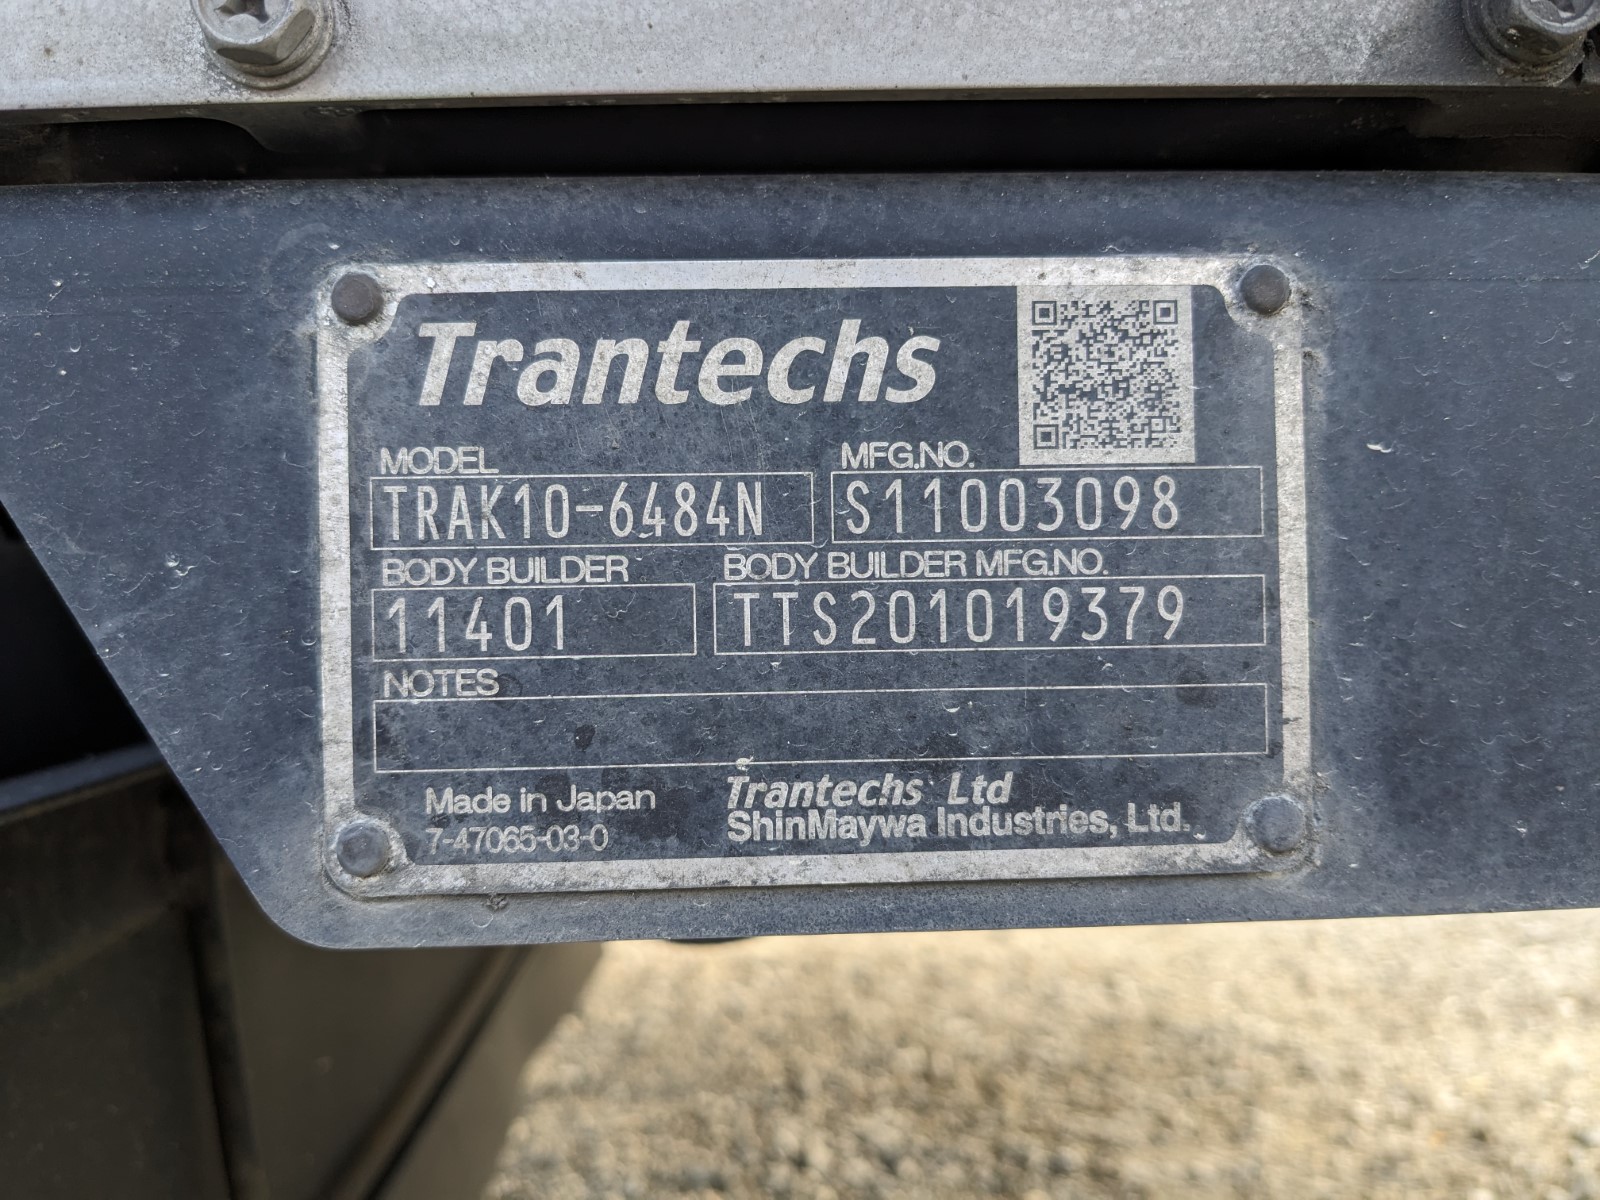 Trantechs
MODEL
MFG.NO.
TRAK10-6484N
S11003098
BODY BUILDER
BODY BUILDER MFG.NO.
11401
TTS201019379
NOTES
Made in Japan
7-47065-03-0
Trantechs Ltd
ShinMaywa Industries, Ltd.